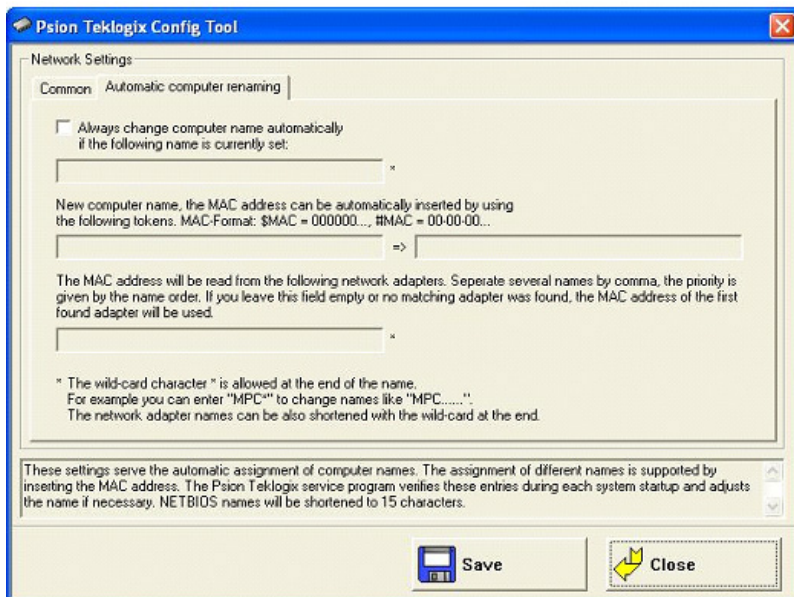 Psion Teklogix Config Tool
Network Settings
Common
Automatic computer renaming
Always change computer name automatically
if the following name is currently set:
*
New computer name, the MAC address can be automatically inserted by using
the following tokens. MAC-Format: $MAC = 000000..., #MAC = 00-00-00...
=>
The MAC address will be read from the following network adapters. Seperate several names by comma, the priority is
given by the name order. If you leave this field empty or no matching adapter was found, the MAC address of the first
found adapter will be used.
*
* The wild-card character * is allowed at the end of the name.
For example you can enter "MPC*" to change names like "MPC......".
The network adapter names can be also shortened with the wild-card at the end.
These settings serve the automatic assignment of computer names. The assignment of different names is supported by
inserting the MAC address. The Psion Teklogix service program verifies these entries during each system startup and adjusts
the name if necessary. NETBIOS names will be shortened to 15 characters.
Save
Close